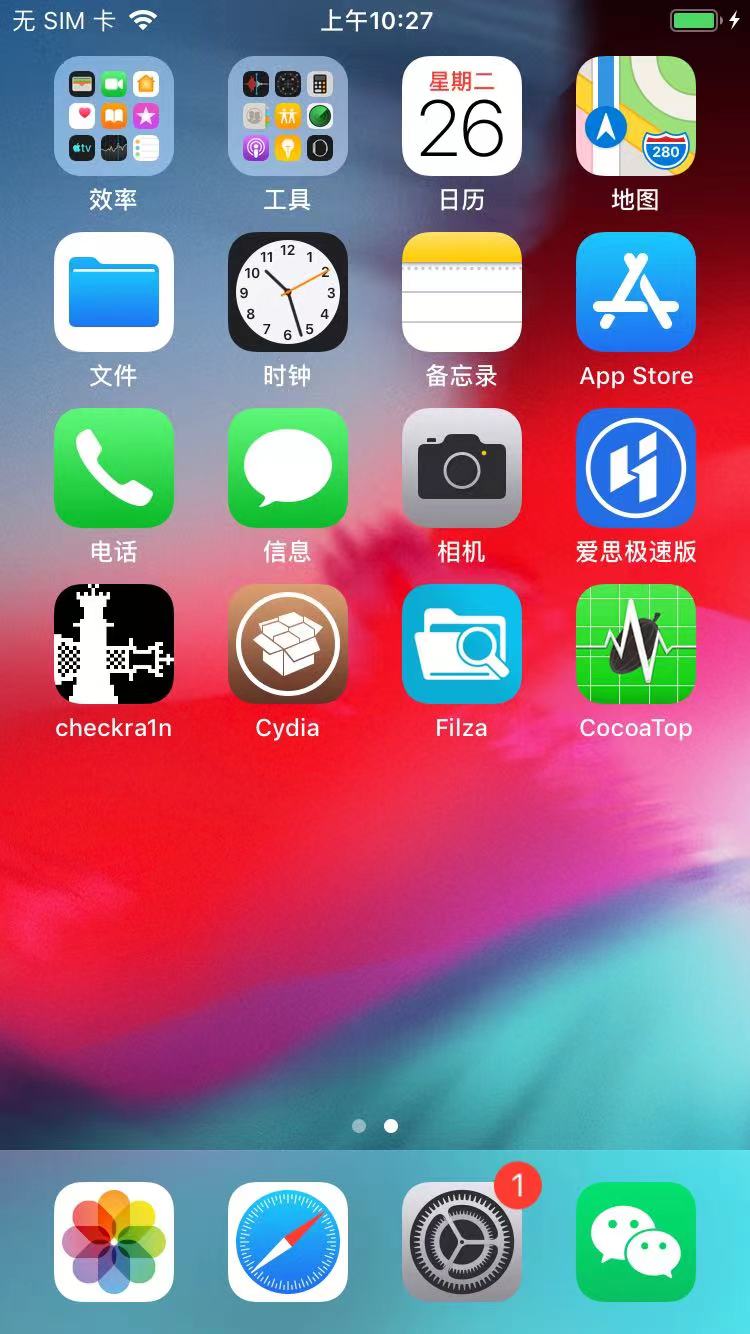 无 SIM 卡
上午10:27
效率
工具
星期二
26
日历
280
地图
tv
文件
12
11
1
10
2
9
3
8
4
7
5
6
时钟
备忘录
App Store
电话
信息
相机
爱思极速版
checkra1n
Cydia
Filza
CocoaTop
1